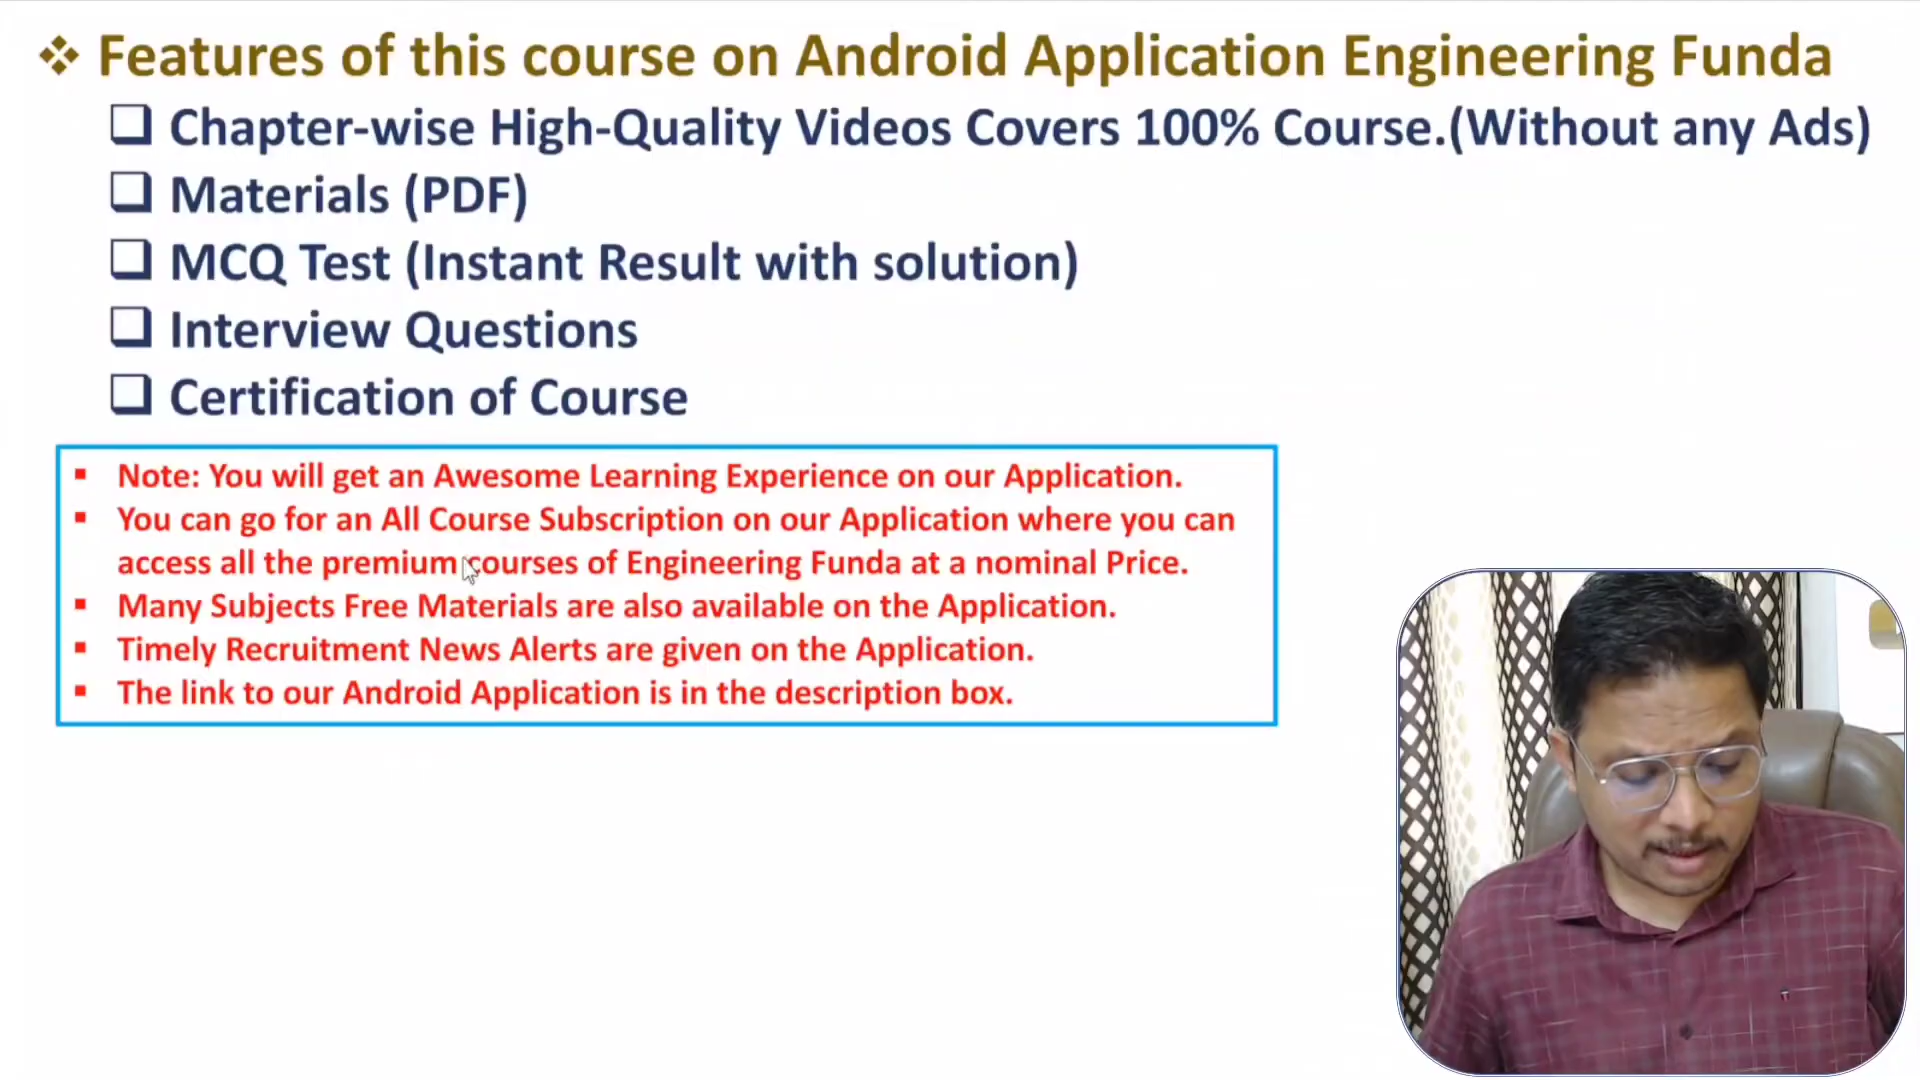 Features of this course on Android Application Engineering Funda
Chapter-wise High-Quality Videos Covers 100% Course.(Without any Ads)
Materials (PDF)
MCQ Test (Instant Result with solution)
Interview Questions
Certification of Course
Note: You will get an Awesome Learning Experience on our Application.
You can go for an All Course Subscription on our Application where you can
access all the premium courses of Engineering Funda at a nominal Price.
Many Subjects Free Materials are also available on the Application.
Timely Recruitment News Alerts are given on the Application.
The link to our Android Application is in the description box.